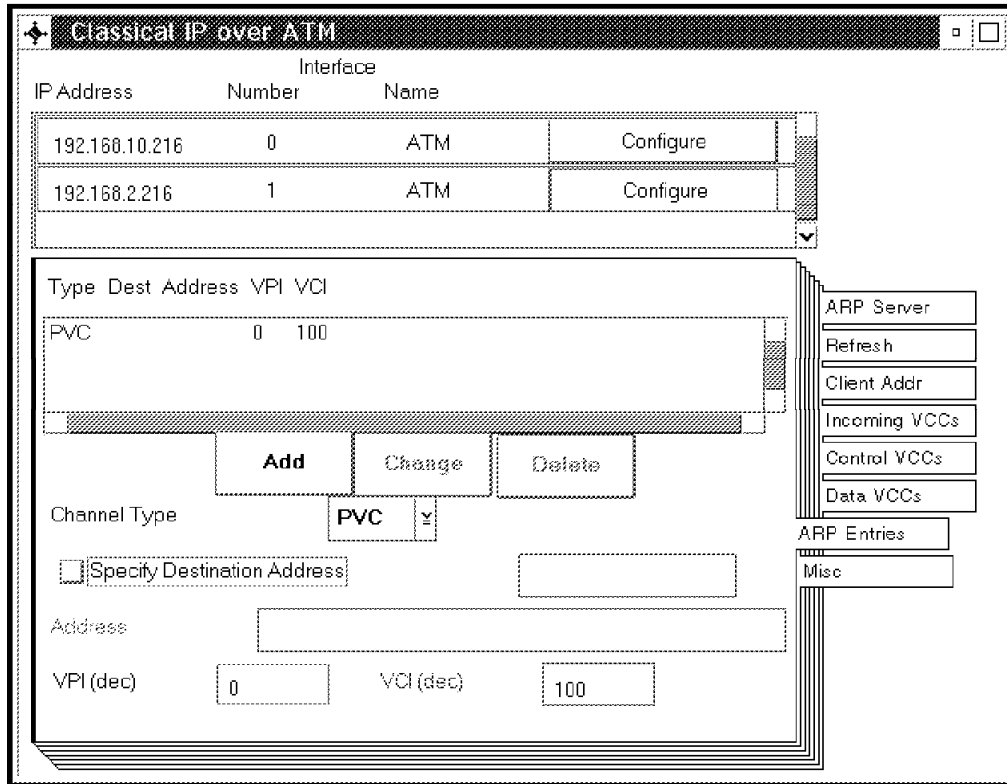 Classical IP over ATM
Interface
IP Address Number Name
192.168.10.216 0 ATM Configure
192.168.2.216 1 ATM Configure
Type Dest Address VPI VCI
PVC 0 100
ARP Server
Refresh
Client Addr
Incoming VCCs
Control VCCs
Data VCCs
ARP Entries
Misc
Add Change Delete
Channel Type PVC
Specify Destination Address
Address
VPI (dec) 0 VCI (dec) 100